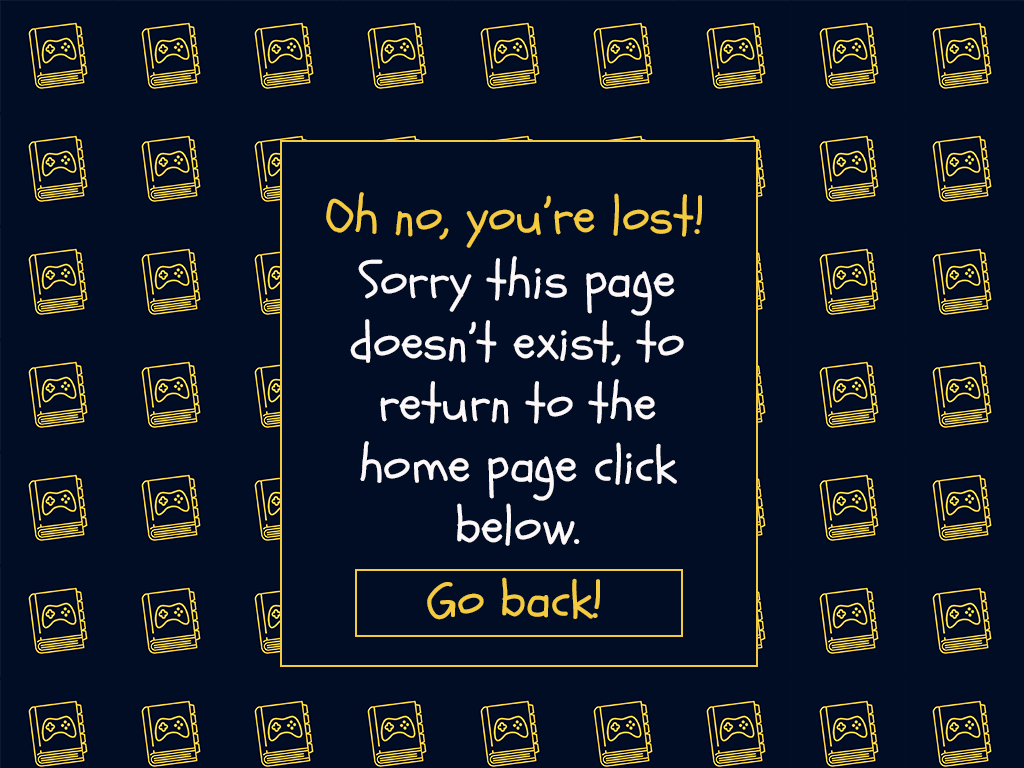 Oh no, you're lost!
Sorry this page
doesn't exist, to
return to the
home page click
below.
Go back!